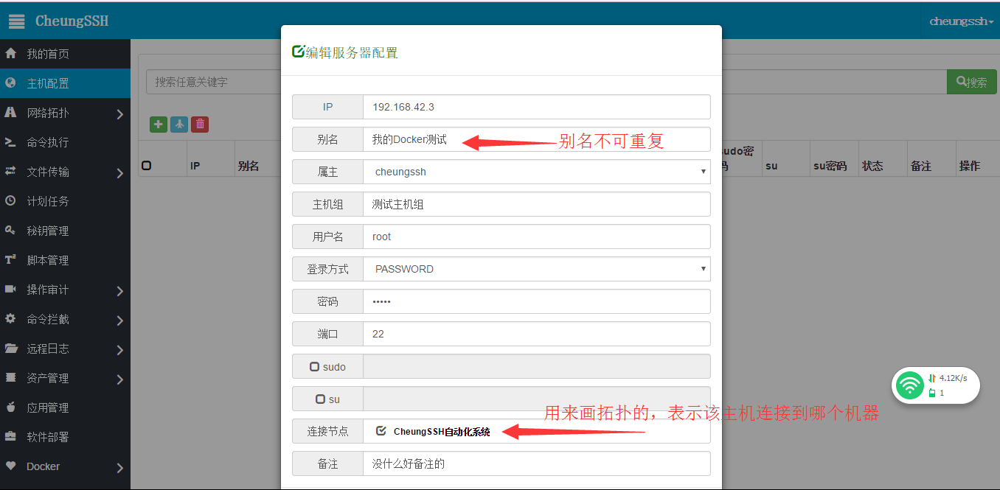 CheungSSH
cheungssh
编辑服务器配置
我的首页
主机配置
网络拓扑
命令执行
文件传输
计划任务
秘钥管理
脚本管理
操作审计
命令拦截
远程日志
资产管理
应用管理
软件部署
Docker
搜索任意关键字
搜索
IP
别名
udo密
码
su
su密码
状态
备注
操作
IP
192.168.42.3
别名
我的Docker测试
别名不可重复
属主
cheungssh
主机组
测试主机组
用户名
root
登录方式
PASSWORD
密码
•••••
端口
22
sudo
su
用来画拓扑的，表示该主机连接到哪个机器
连接节点
CheungSSH自动化系统
备注
没什么好备注的
4.12K/s
1